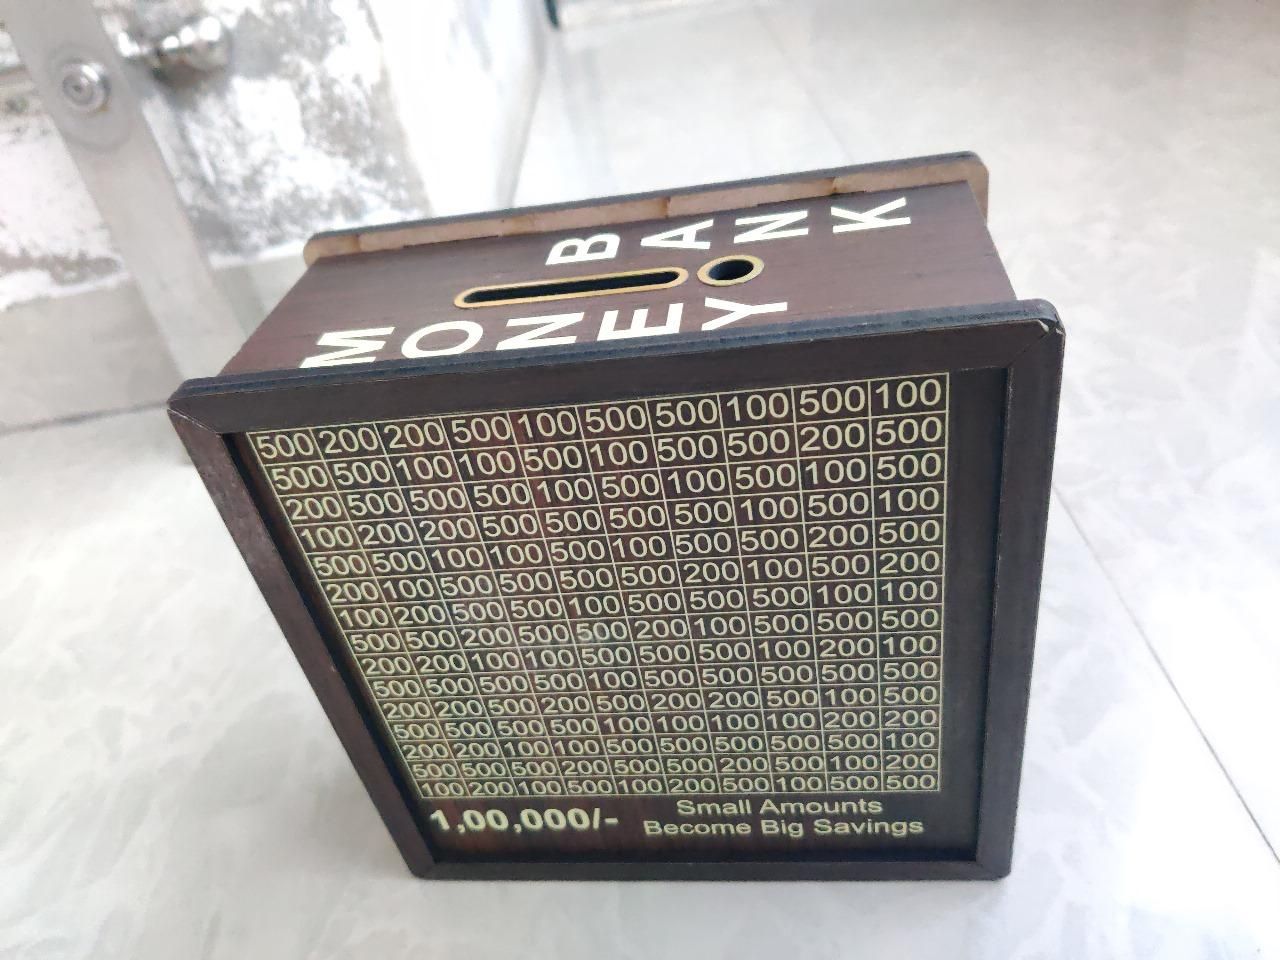 BANK
MONEY
500 200 200 500 100 500 500 100 500 100
500 500 100 100 500 100 500 500 200 500
200 500 500 500 100 500 100 500 100 500
100 200 200 500 500 500 500 100 500 100
500 500 100 100 500 100 500 500 200 500
200 100 500 500 500 500 200 100 500 200
100 200 500 500 100 500 500 500 100 100
500 500 200 500 500 200 100 500 500 500
200 200 100 100 500 500 500 100 200 100
500 500 500 500 100 500 500 500 500 500
200 200 500 200 500 200 200 500 100 500
500 500 500 500 100 100 100 100 200 200
200 200 100 100 500 500 500 500 500 100
500 500 500 200 500 500 200 500 100 200
100 200 100 500 100 200 500 100 500 500
1,00,000/-
Small Amounts
Become Big Savings